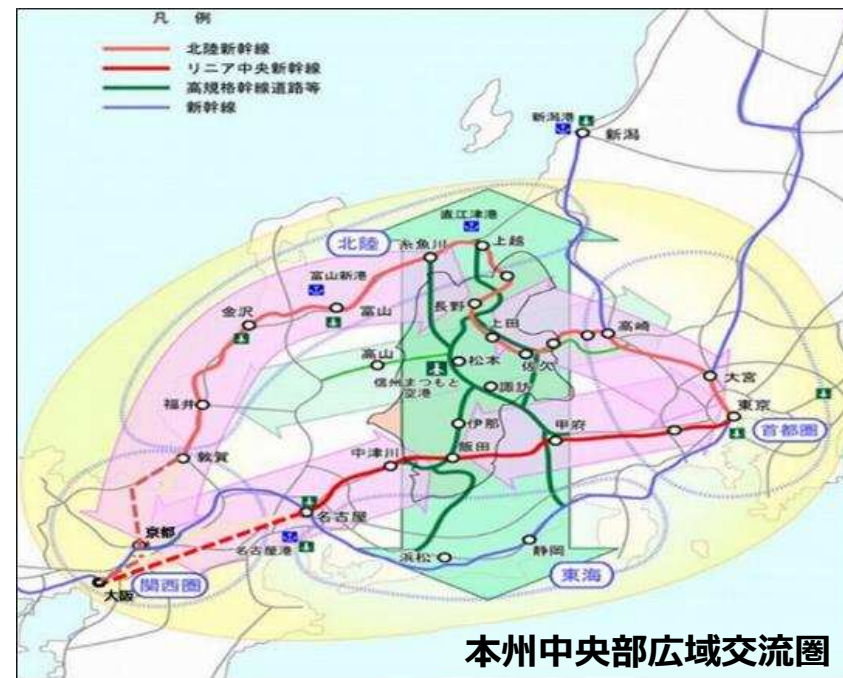 凡 例
北陸新幹線
リニア中央新幹線
高規格幹線道路等
新幹線
新潟港
新潟
直江津港
北陸
糸魚川
上越
富山新港
金沢
富山
長野
高崎
上田
高山
松本
佐久
信州まつもと
空港
諏訪
大宮
福井
東京
伊那
甲府
首都圏
敦賀
中津川
飯田
名古屋
京都
名古屋港
浜松
静岡
関西圏
大阪
東海
本州中央部広域交流圏